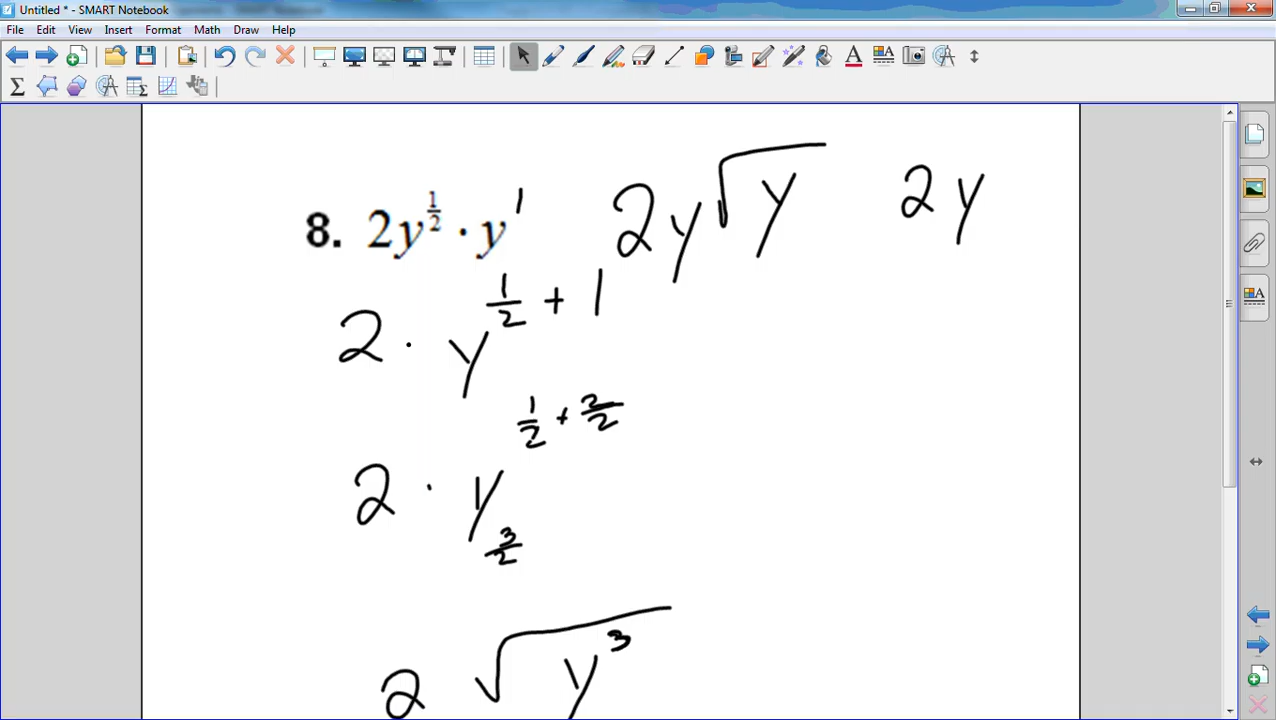 Untitled * - SMART Notebook
File Edit View Insert Format Math Draw Help
8. 2y^{1/2} · y^1 2y√y 2y
2 · y^{1/2 + 1}
2 · y^{1/2 + 2/2}
3/2
2 √y^3